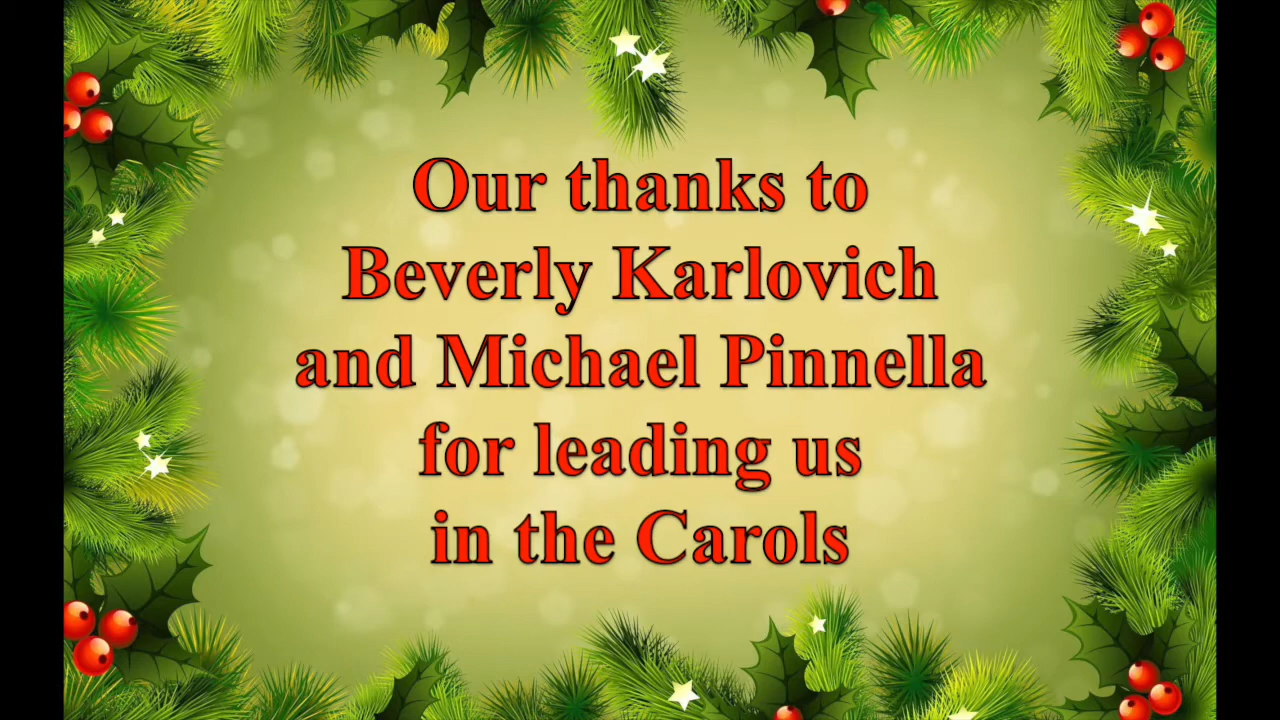 Our thanks to
Beverly Karlovich
and Michael Pinnella
for leading us
in the Carols